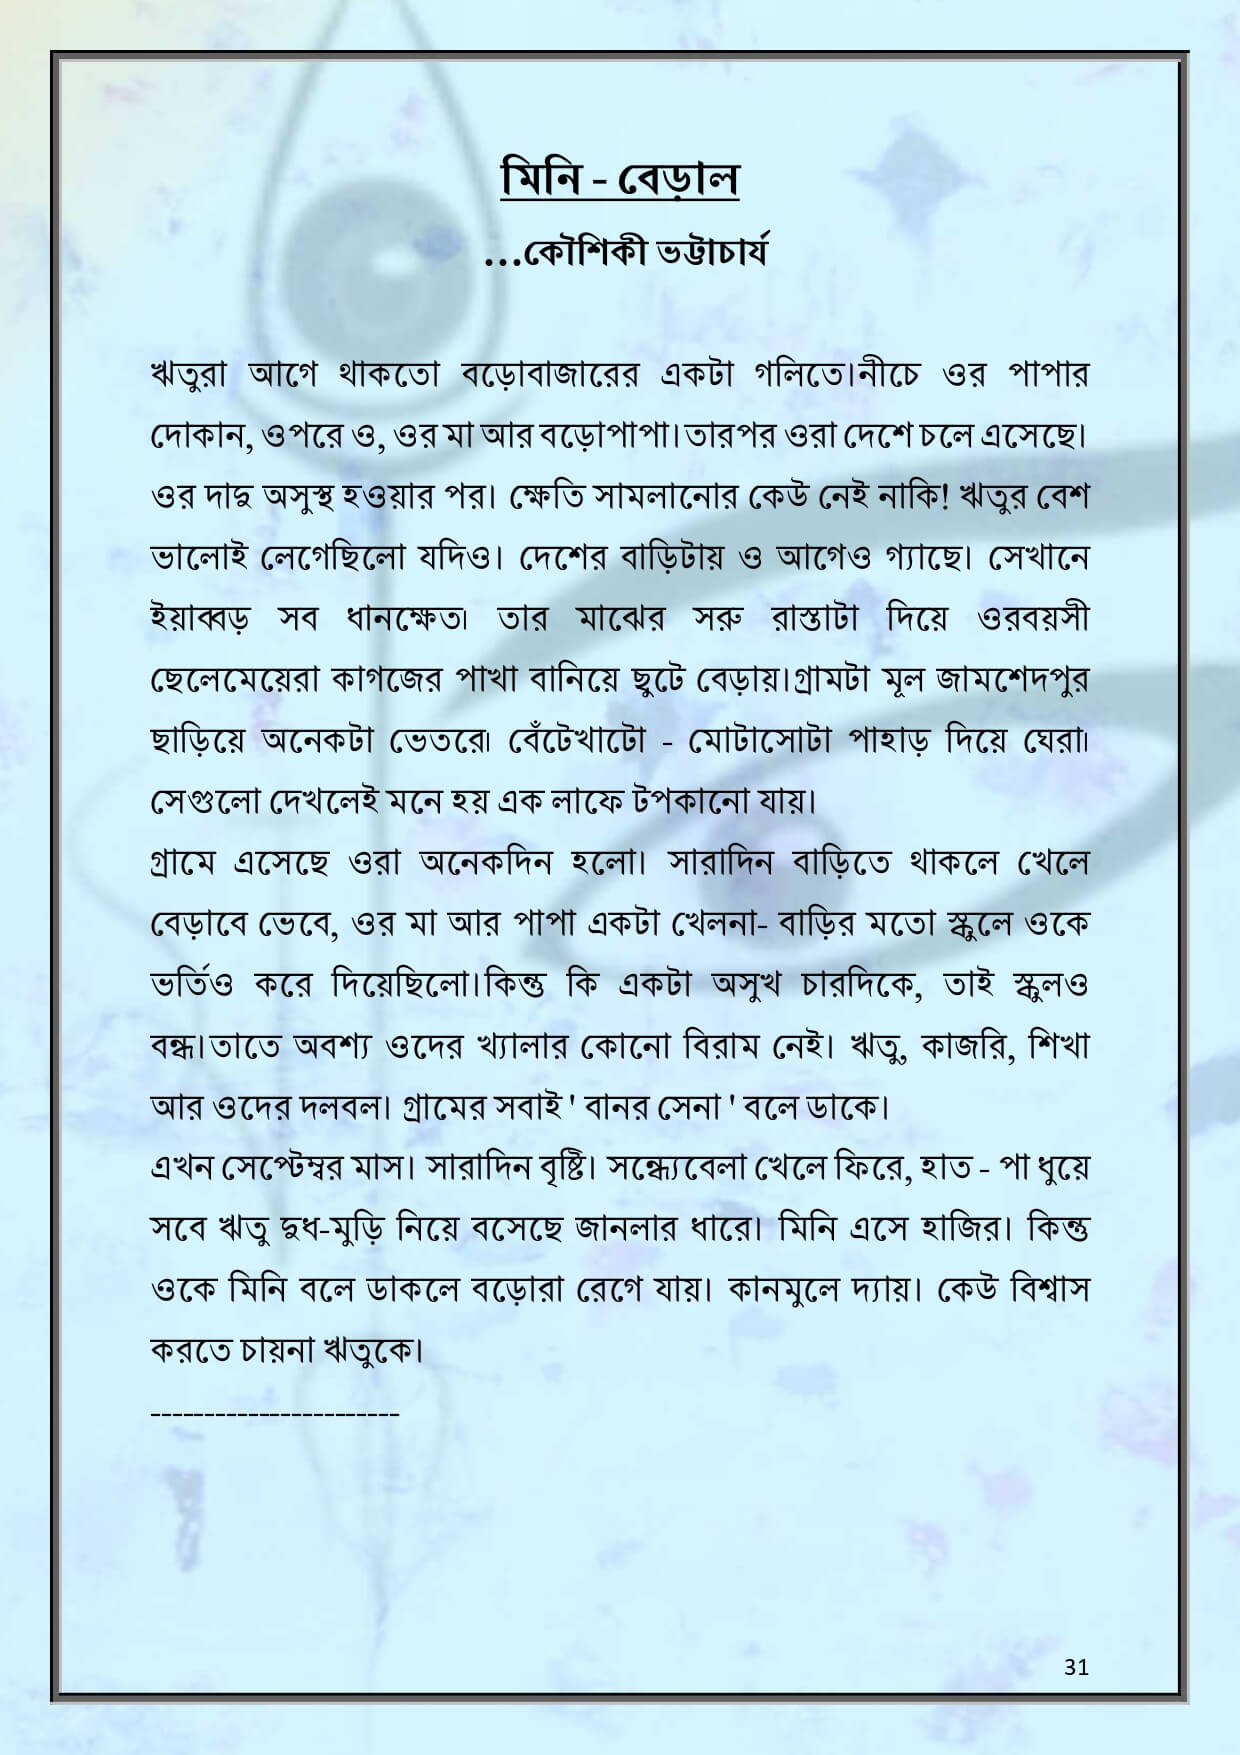 মিনি - বেড়াল
...কৌশিকী ভট্টাচার্য
ঋতুরা আগে থাকতো বড়োবাজারের একটা গলিতে।নীচে ওর পাপার
দোকান, ওপরে ও, ওর মা আর বড়োপাপা।তারপর ওরা দেশে চলে এসেছে।
ওর দাদু অসুস্থ হওয়ার পর। ক্ষেতি সামলানোর কেউ নেই নাকি! ঋতুর বেশ
ভালোই লেগেছিলো যদিও। দেশের বাড়িটায় ও আগেও গ্যাছে। সেখানে
ইয়াব্বড় সব ধানক্ষেত। তার মাঝের সরু রাস্তাটা দিয়ে ওরবয়সী
ছেলেমেয়েরা কাগজের পাখা বানিয়ে ছুটে বেড়ায়।গ্রামটা মূল জামশেদপুর
ছাড়িয়ে অনেকটা ভেতরে। বেঁটেখাটো - মোটাসোটা পাহাড় দিয়ে ঘেরা।
সেগুলো দেখলেই মনে হয় এক লাফে টপকানো যায়।
গ্রামে এসেছে ওরা অনেকদিন হলো। সারাদিন বাড়িতে থাকলে খেলে
বেড়াবে ভেবে, ওর মা আর পাপা একটা খেলনা- বাড়ির মতো স্কুলে ওকে
ভর্তিও করে দিয়েছিলো।কিন্তু কি একটা অসুখ চারদিকে, তাই স্কুলও
বন্ধ।তাতে অবশ্য ওদের খ্যালার কোনো বিরাম নেই। ঋতু, কাজরি, শিখা
আর ওদের দলবল। গ্রামের সবাই ' বানর সেনা ' বলে ডাকে।
এখন সেপ্টেম্বর মাস। সারাদিন বৃষ্টি। সন্ধ্যেবেলা খেলে ফিরে, হাত - পা ধুয়ে
সবে ঋতু দুধ-মুড়ি নিয়ে বসেছে জানলার ধারে। মিনি এসে হাজির। কিন্তু
ওকে মিনি বলে ডাকলে বড়োরা রেগে যায়। কানমুলে দ্যায়। কেউ বিশ্বাস
করতে চায়না ঋতুকে।
-----------------------
31